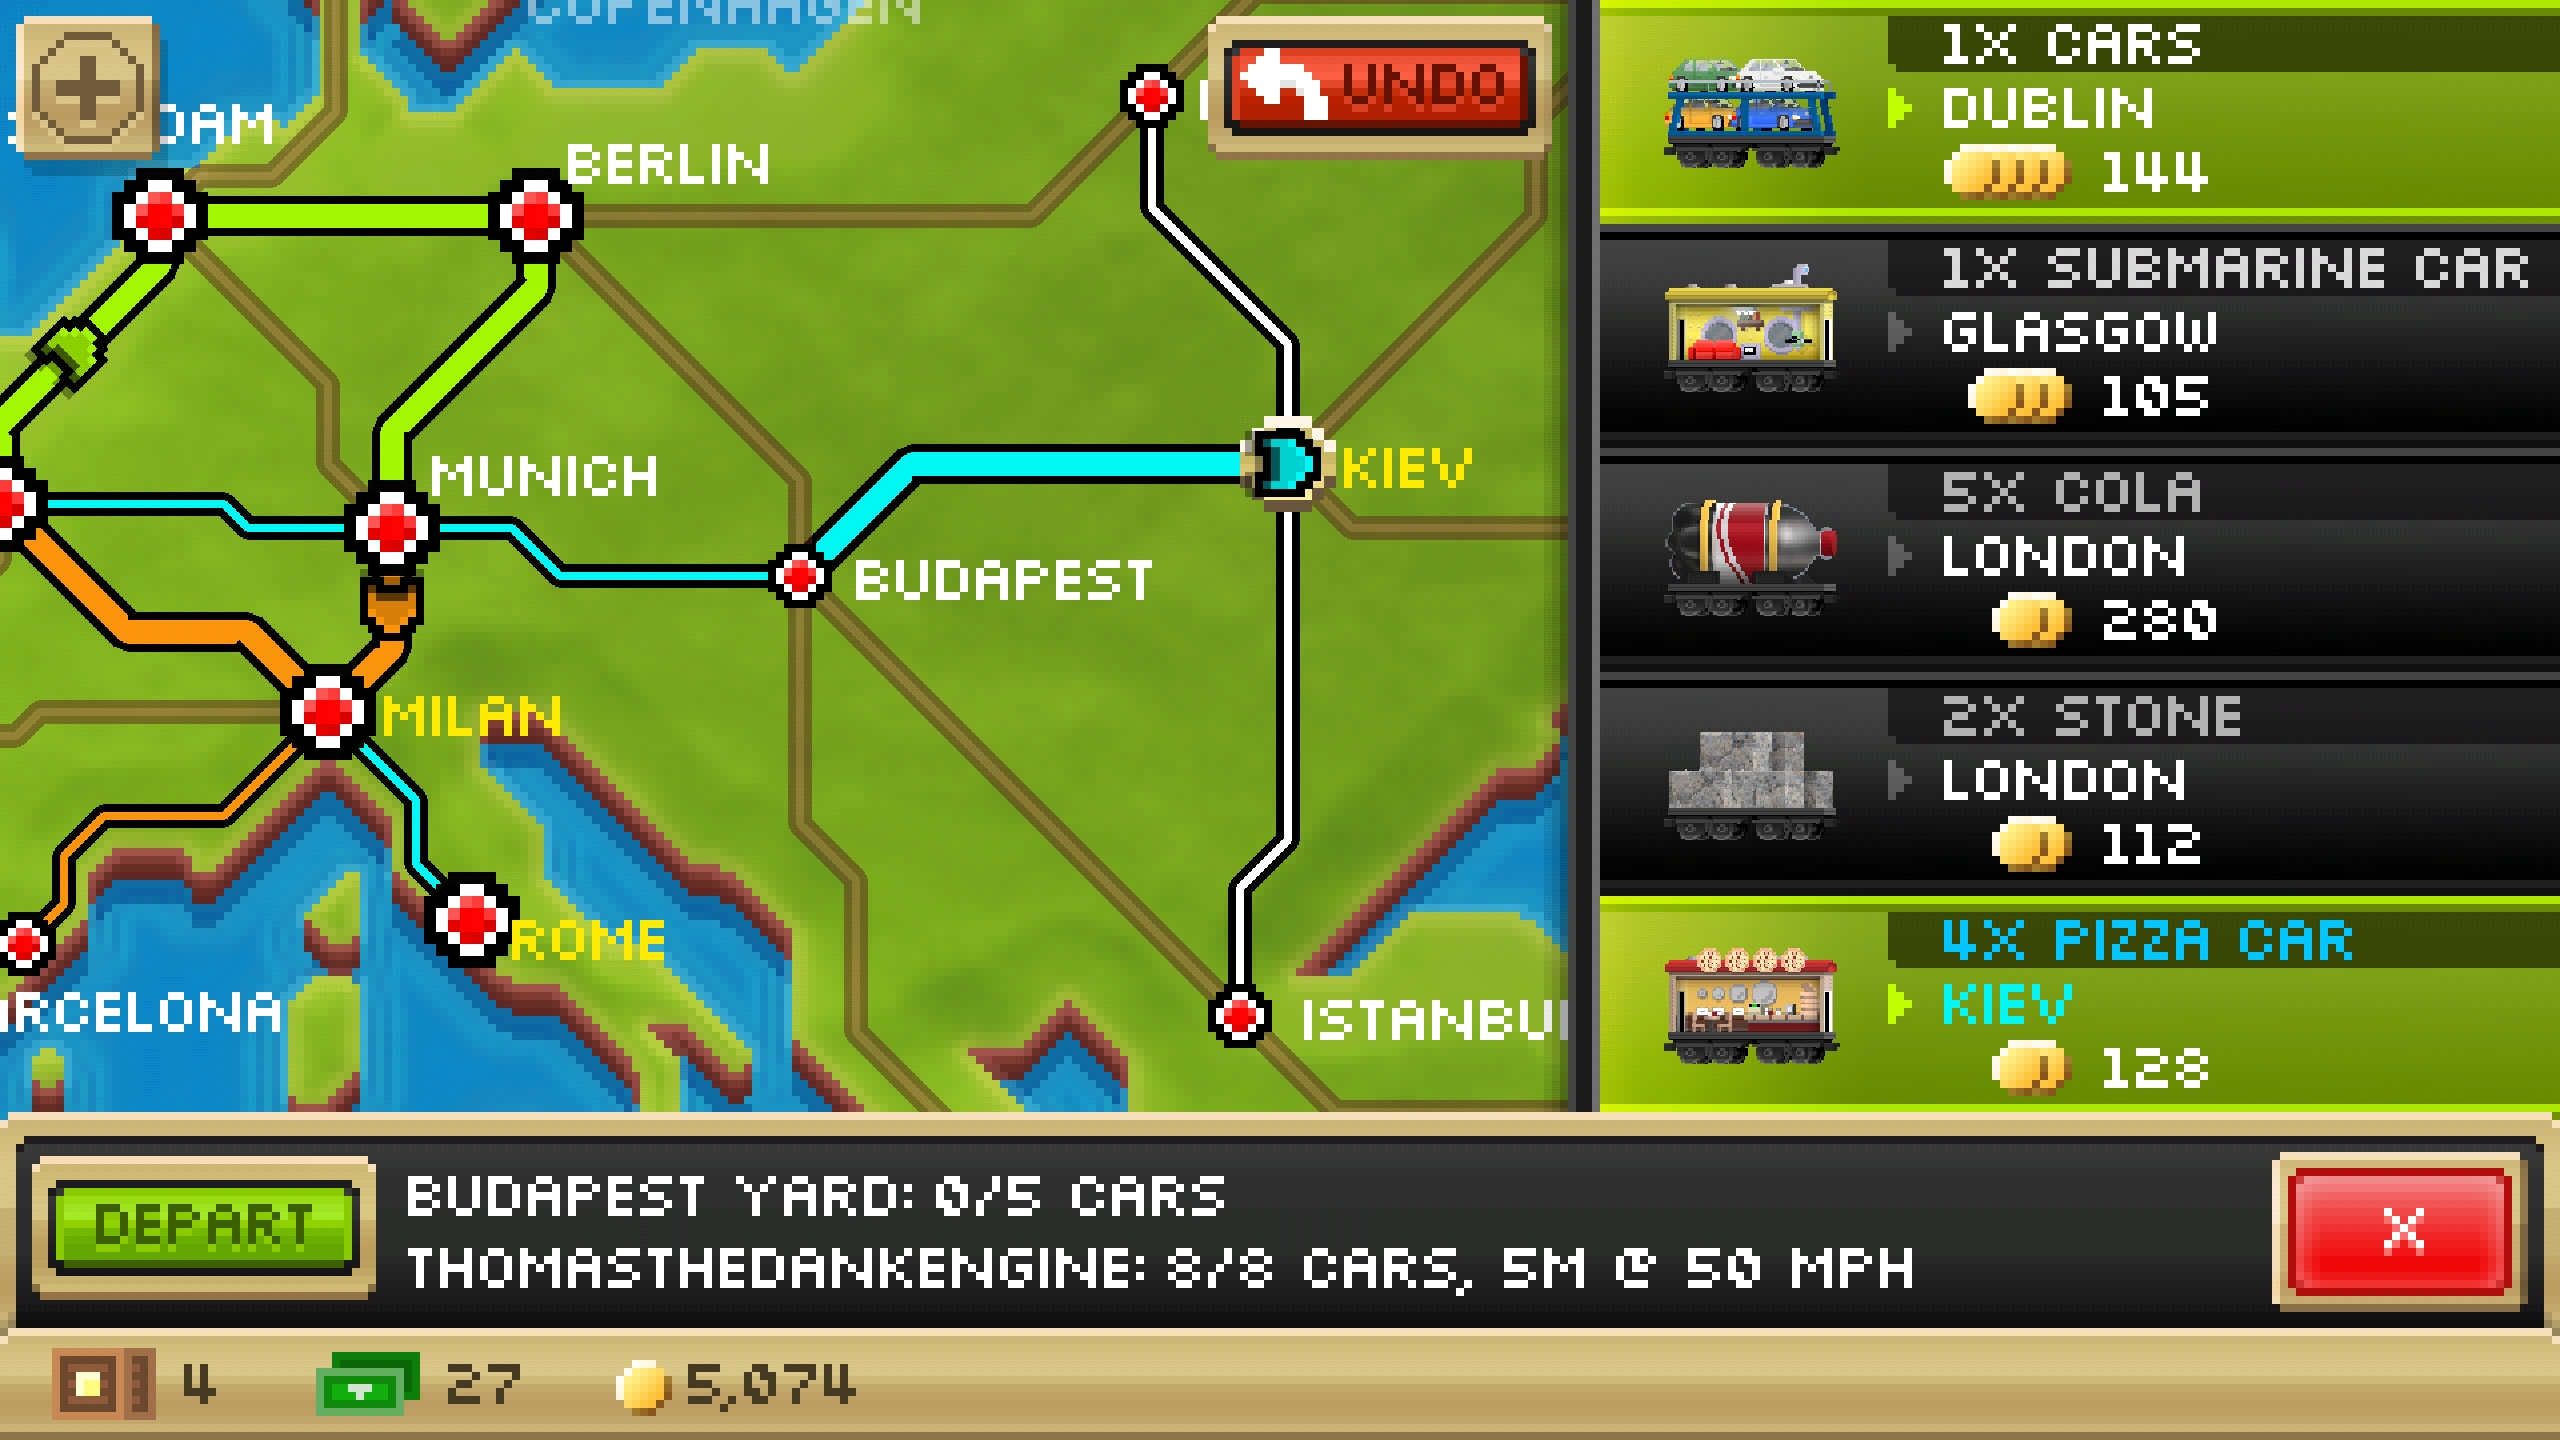 COPENHAGEN
UNDO
DAM
BERLIN
MUNICH
KIEV
BUDAPEST
MILAN
ROME
RCELONA
ISTANBU
1X CARS
DUBLIN
144
1X SUBMARINE CAR
GLASGOW
105
5X COLA
LONDON
280
2X STONE
LONDON
112
4X PIZZA CAR
KIEV
128
DEPART
BUDAPEST YARD: 0/5 CARS
THOMASTHEDANKENGINE: 8/8 CARS, 5M @ 50 MPH
X
4
27
5,074